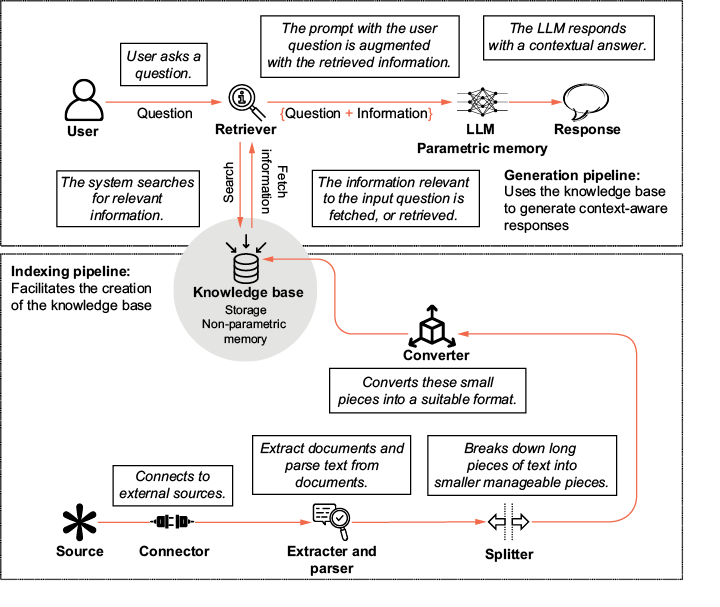 User asks a
question.
The prompt with the user
question is augmented
with the retrieved information.
The LLM responds
with a contextual answer.
Question
{Question + Information}
User
Retriever
LLM
Parametric memory
Response
Search
Fetch
information
The system searches
for relevant
information.
The information relevant
to the input question is
fetched, or retrieved.
Generation pipeline:
Uses the knowledge base
to generate context-aware
responses
Indexing pipeline:
Facilitates the creation
of the knowledge base
Knowledge base
Storage
Non-parametric
memory
Converter
Converts these small
pieces into a suitable format.
Connects to
external sources.
Extract documents and
parse text from
documents.
Breaks down long
pieces of text into
smaller manageable pieces.
Source
Connector
Extracter and
parser
Splitter